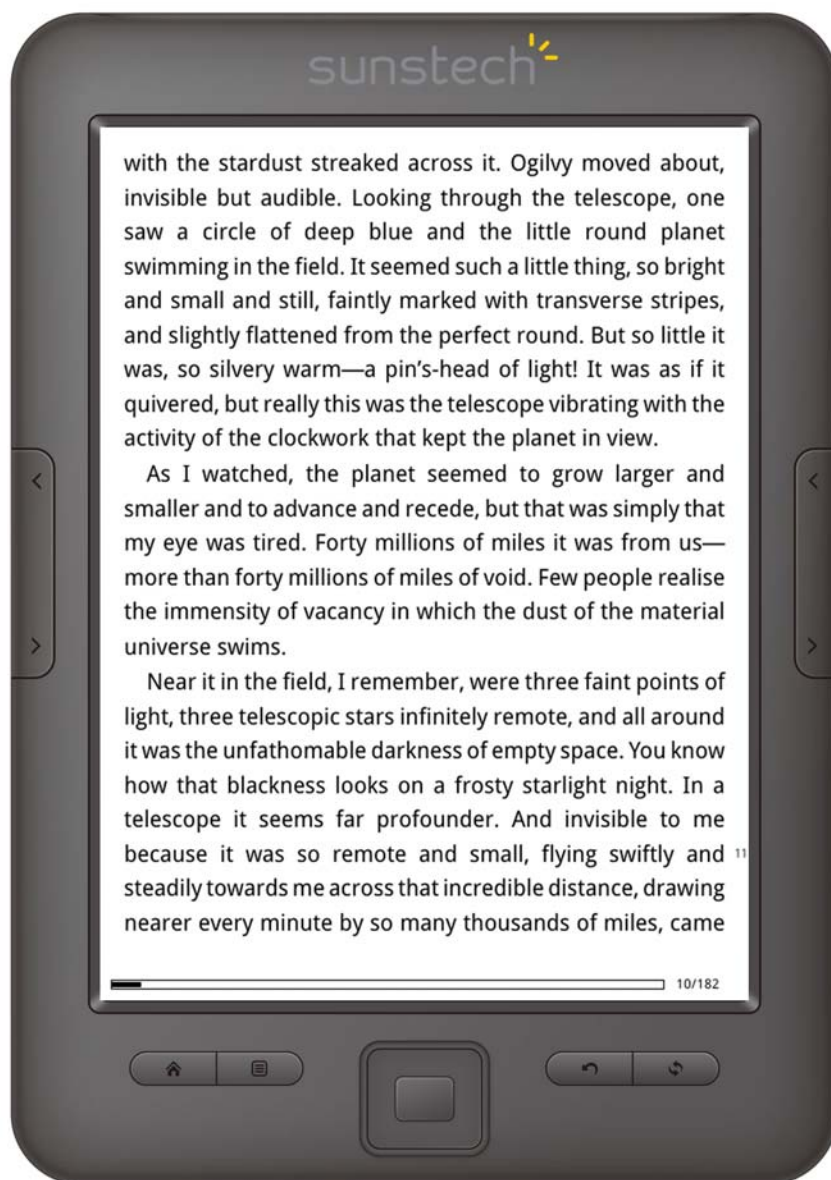 sunstech
with the stardust streaked across it. Ogilvy moved about,
invisible but audible. Looking through the telescope, one
saw a circle of deep blue and the little round planet
swimming in the field. It seemed such a little thing, so bright
and small and still, faintly marked with transverse stripes,
and slightly flattened from the perfect round. But so little it
was, so silvery warm—a pin’s-head of light! It was as if it
quivered, but really this was the telescope vibrating with the
activity of the clockwork that kept the planet in view.
As I watched, the planet seemed to grow larger and
smaller and to advance and recede, but that was simply that
my eye was tired. Forty millions of miles it was from us—
more than forty millions of miles of void. Few people realise
the immensity of vacancy in which the dust of the material
universe swims.
Near it in the field, I remember, were three faint points of
light, three telescopic stars infinitely remote, and all around
it was the unfathomable darkness of empty space. You know
how that blackness looks on a frosty starlight night. In a
telescope it seems far profounder. And invisible to me
because it was so remote and small, flying swiftly and 11
steadily towards me across that incredible distance, drawing
nearer every minute by so many thousands of miles, came
10/182